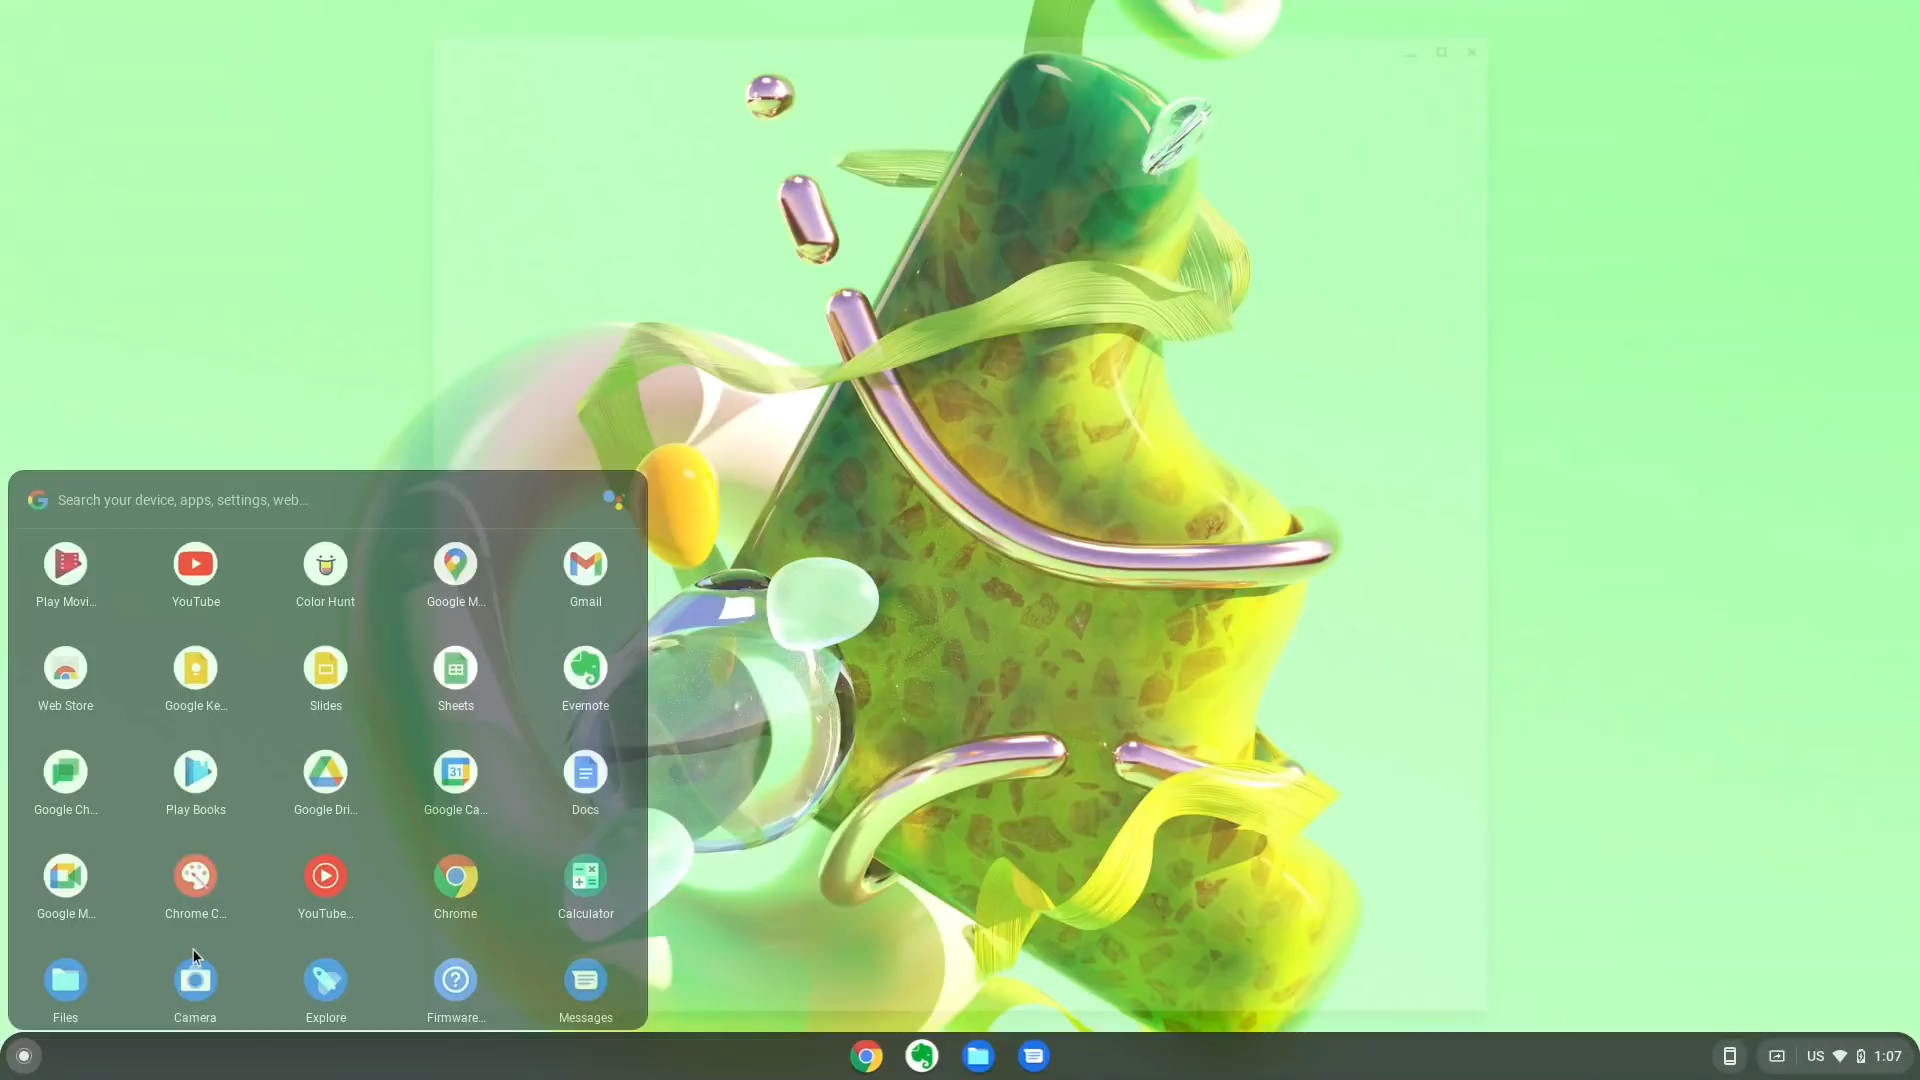 Search your device, apps, settings, web...
Play Movi...
YouTube
Color Hunt
Google M...
Gmail
Web Store
Google Ke...
Slides
Sheets
Evernote
Google Ch...
Play Books
Google Dri...
31
Google Ca...
Docs
Google M...
Chrome C...
YouTube...
Chrome
Calculator
Files
Camera
Explore
Firmware...
Messages
US 1:07